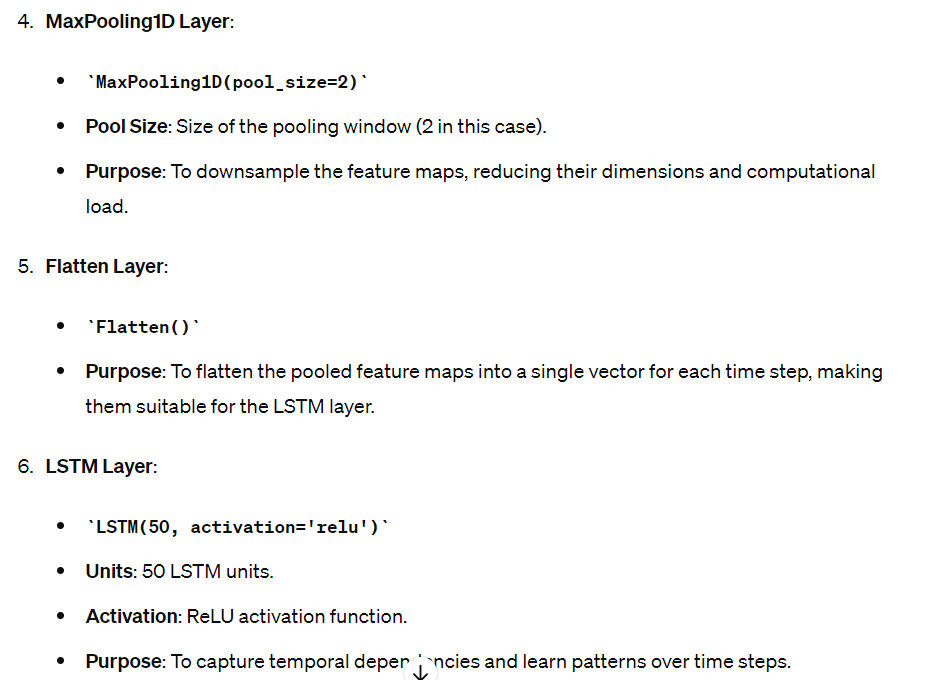 4. MaxPooling1D Layer:
• `MaxPooling1D(pool_size=2)`
• Pool Size: Size of the pooling window (2 in this case).
• Purpose: To downsample the feature maps, reducing their dimensions and computational
load.
5. Flatten Layer:
• `Flatten()`
• Purpose: To flatten the pooled feature maps into a single vector for each time step, making
them suitable for the LSTM layer.
6. LSTM Layer:
• `LSTM(50, activation='relu')`
• Units: 50 LSTM units.
• Activation: ReLU activation function.
• Purpose: To capture temporal dependencies and learn patterns over time steps.